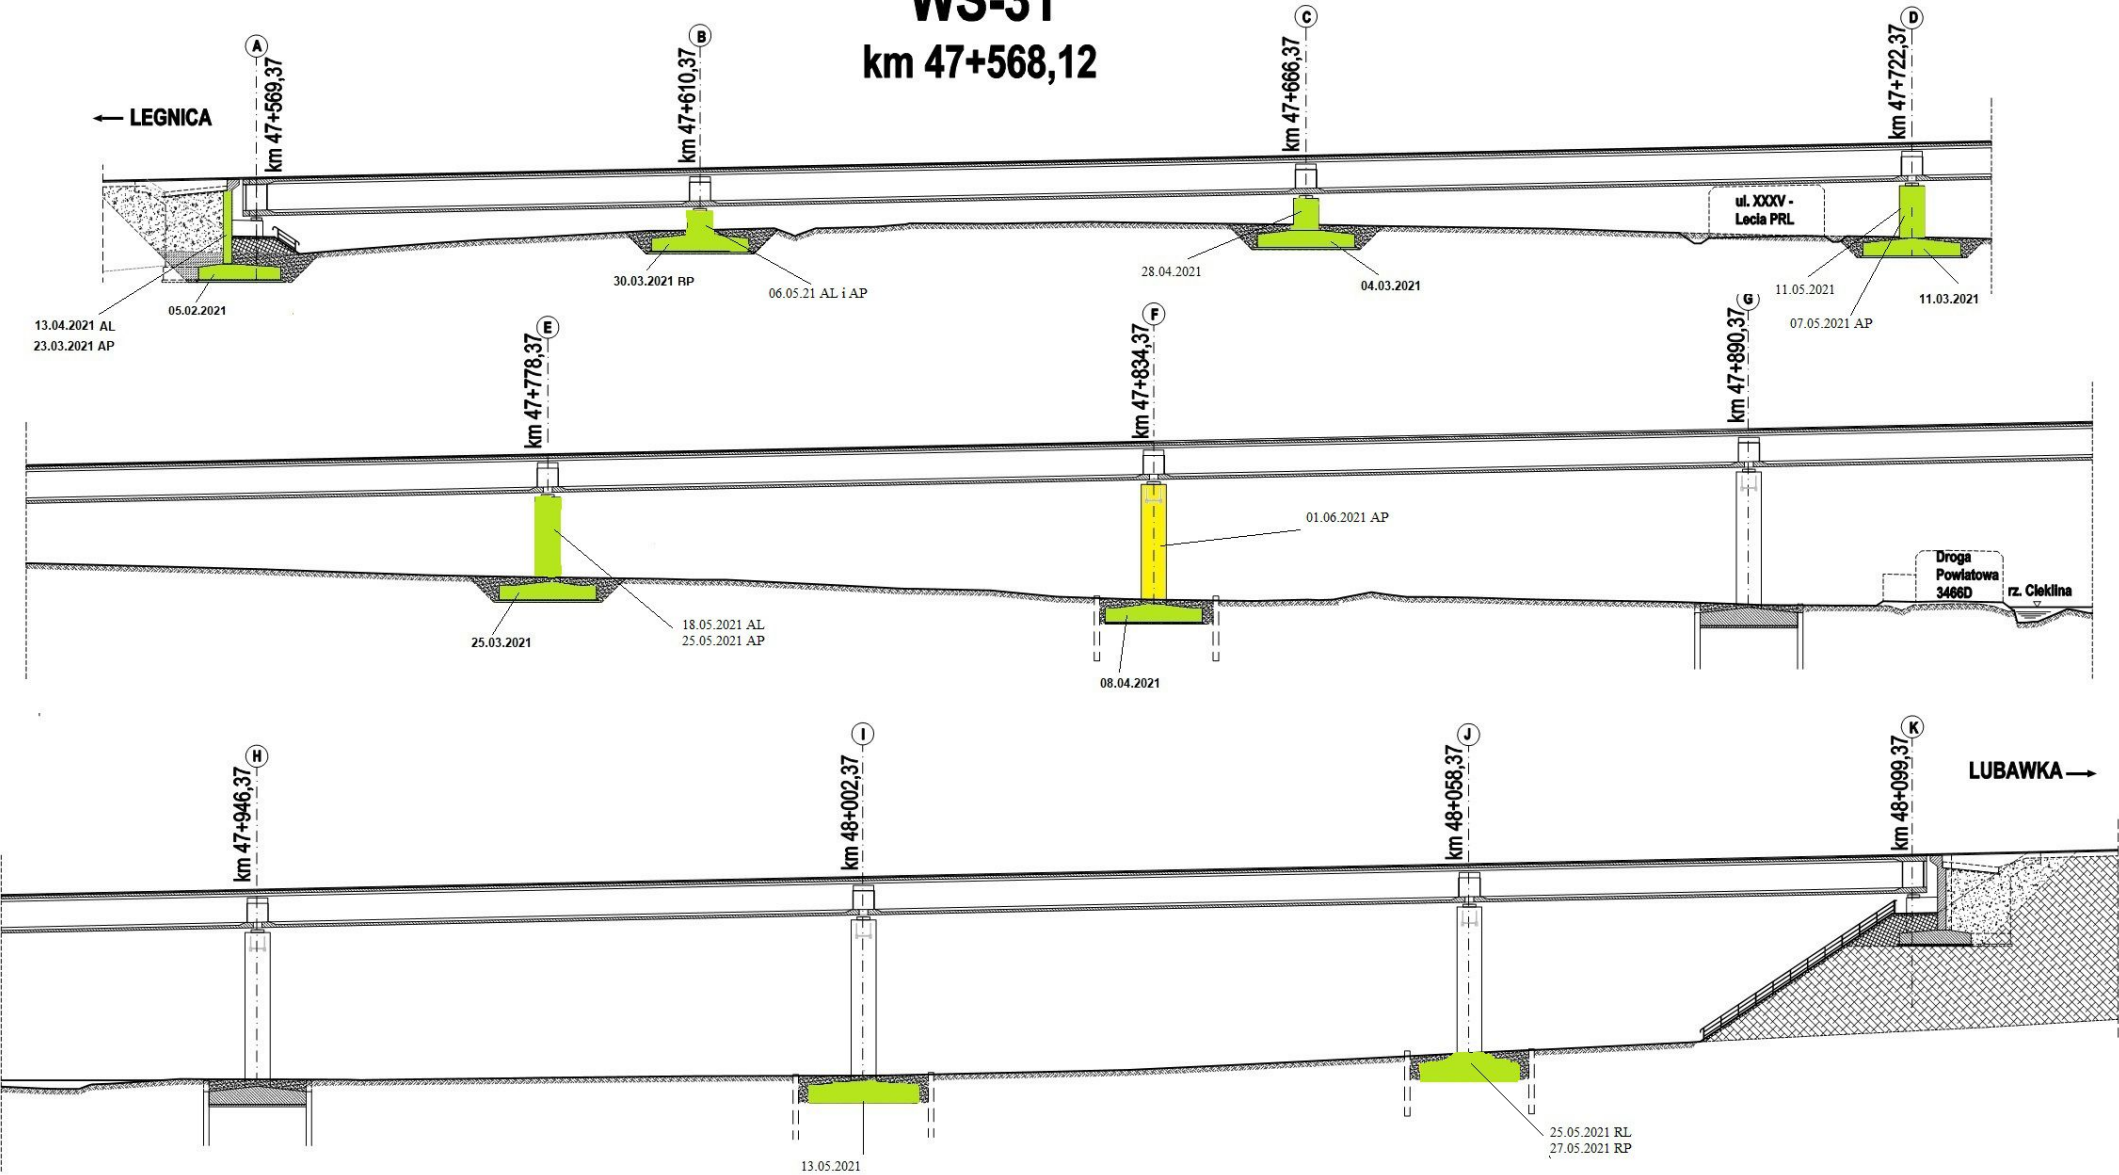 WS-31
km 47+568,12
← LEGNICA
A
km 47+569,37
B
km 47+610,37
C
km 47+666,37
D
km 47+722,37
ul. XXXV -
Lecia PRL
13.04.2021 AL
23.03.2021 AP
05.02.2021
30.03.2021 RP
06.05.21 AL i AP
28.04.2021
04.03.2021
11.05.2021
07.05.2021 AP
11.03.2021
E
km 47+778,37
F
km 47+834,37
G
km 47+890,37
01.06.2021 AP
Droga
Powiatowa
3466D
rz. Cieklina
25.03.2021
18.05.2021 AL
25.05.2021 AP
08.04.2021
H
km 47+946,37
I
km 48+002,37
J
km 48+058,37
K
km 48+099,37
LUBAWKA →
13.05.2021
25.05.2021 RL
27.05.2021 RP